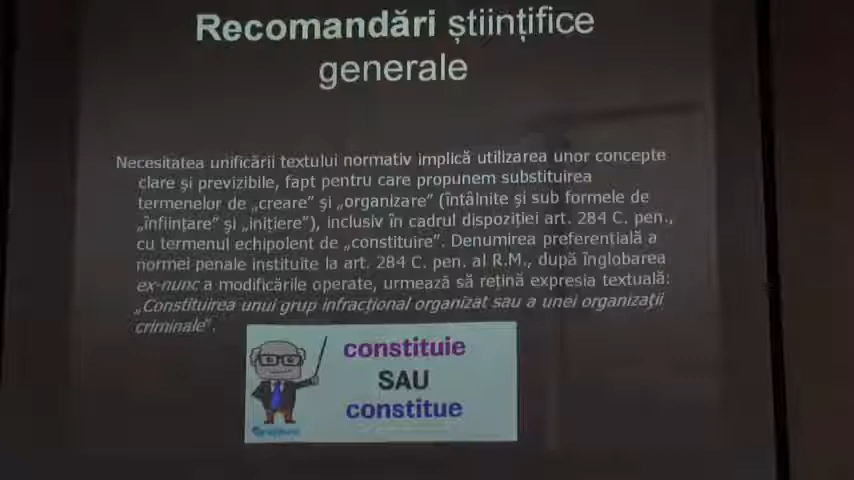 Recomandări științifice
generale
Necesitatea unificării textului normativ implică utilizarea unor concepte
clare și previzibile, fapt pentru care propunem substituirea
termenelor de „creare” și „organizare” (întâlnite și sub formele de
„înființare” și „inițiere”), inclusiv în cadrul dispoziției art. 284 C. pen.,
cu termenul echipolent de „constituire”. Denumirea preferențială a
normei penale instituite la art. 284 C. pen. al R.M., după înglobarea
ex-nunc a modificările operate, urmează să rețină expresia textuală:
„Constituirea unui grup infracțional organizat sau a unei organizații
criminale”.
constituie
SAU
constitue